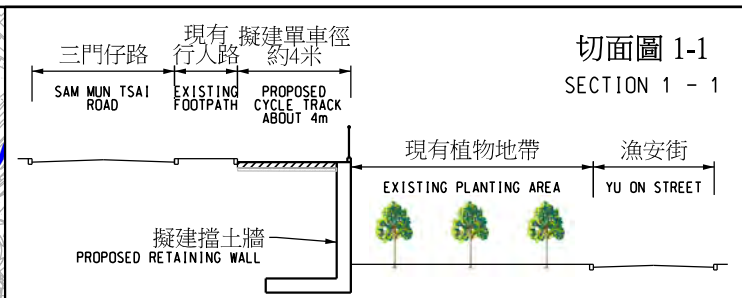 切面圖 1-1
SECTION 1 - 1
三門仔路
SAM MUN TSAI
ROAD
現有
行人路
EXISTING
FOOTPATH
擬建單車徑
約4米
PROPOSED
CYCLE TRACK
ABOUT 4m
現有植物地帶
EXISTING PLANTING AREA
漁安街
YU ON STREET
擬建擋土牆
PROPOSED RETAINING WALL